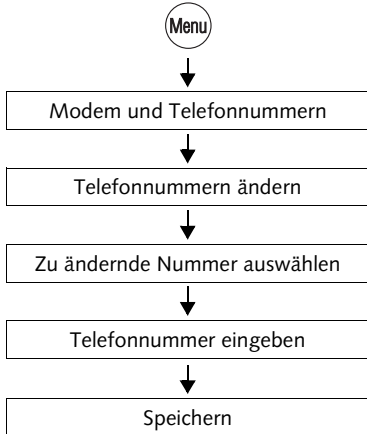 Menu
Modem und Telefonnummern
Telefonnummern ändern
Zu ändernde Nummer auswählen
Telefonnummer eingeben
Speichern